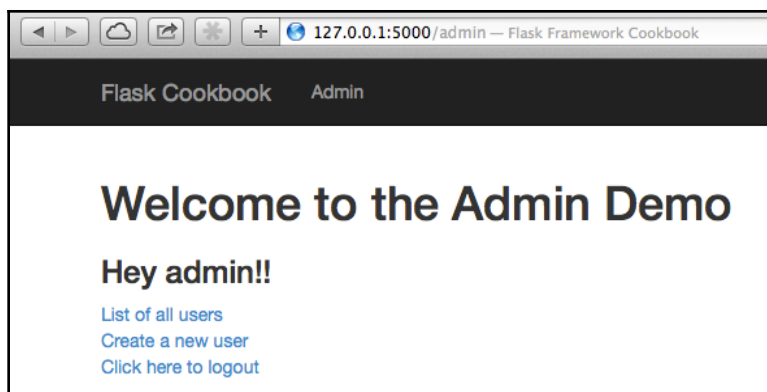 127.0.0.1:5000/admin — Flask Framework Cookbook
Flask Cookbook Admin
Welcome to the Admin Demo
Hey admin!!
List of all users
Create a new user
Click here to logout